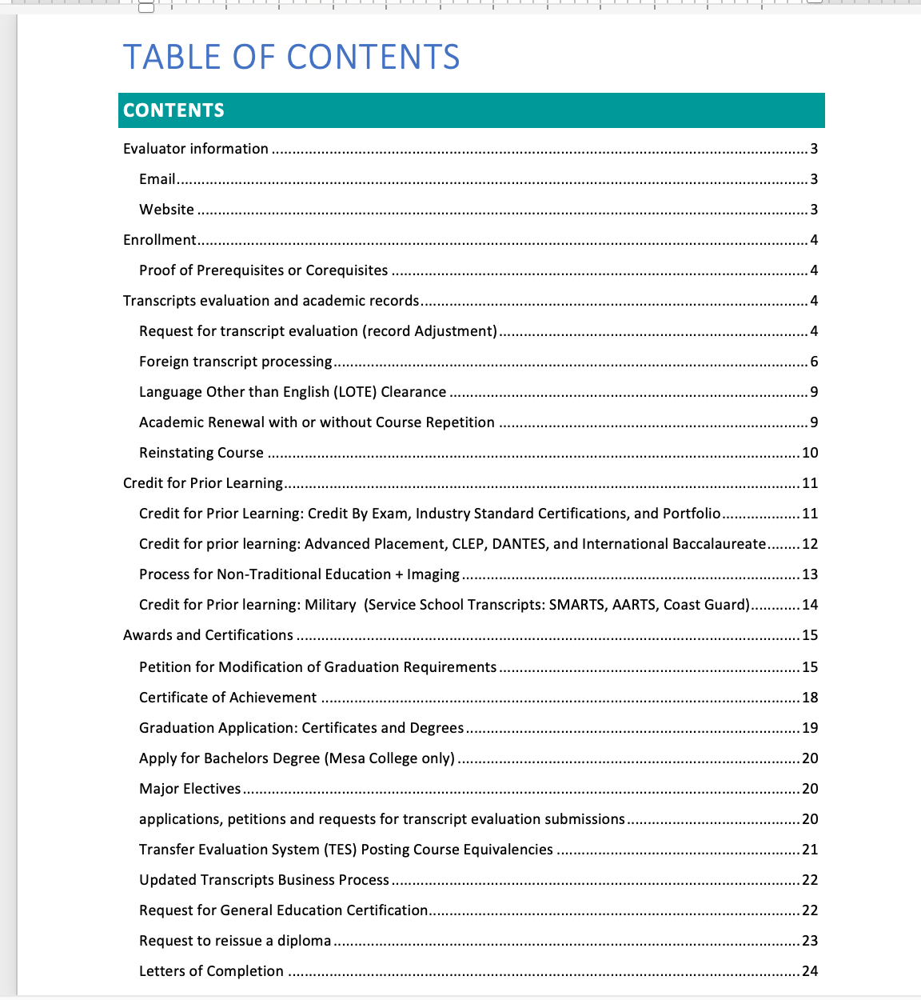 TABLE OF CONTENTS
CONTENTS
Evaluator information ........................................................ 3
Email........................................................ 3
Website ........................................................ 3
Enrollment........................................................ 4
Proof of Prerequisites or Corequisites ........................................................ 4
Transcripts evaluation and academic records........................................................ 4
Request for transcript evaluation (record Adjustment)........................................................ 4
Foreign transcript processing........................................................ 6
Language Other than English (LOTE) Clearance ........................................................ 9
Academic Renewal with or without Course Repetition ........................................................ 9
Reinstating Course ........................................................ 10
Credit for Prior Learning........................................................ 11
Credit for Prior Learning: Credit By Exam, Industry Standard Certifications, and Portfolio................... 11
Credit for prior learning: Advanced Placement, CLEP, DANTES, and International Baccalaureate........ 12
Process for Non-Traditional Education + Imaging........................................................ 13
Credit for Prior learning: Military  (Service School Transcripts: SMARTS, AARTS, Coast Guard)............ 14
Awards and Certifications ........................................................ 15
Petition for Modification of Graduation Requirements........................................................ 15
Certificate of Achievement ........................................................ 18
Graduation Application: Certificates and Degrees........................................................ 19
Apply for Bachelors Degree (Mesa College only)........................................................ 20
Major Electives........................................................ 20
applications, petitions and requests for transcript evaluation submissions.......................................... 20
Transfer Evaluation System (TES) Posting Course Equivalencies ........................................................ 21
Updated Transcripts Business Process........................................................ 22
Request for General Education Certification........................................................ 22
Request to reissue a diploma........................................................ 23
Letters of Completion ........................................................ 24